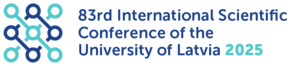 83rd International Scientific
Conference of the
University of Latvia 2025